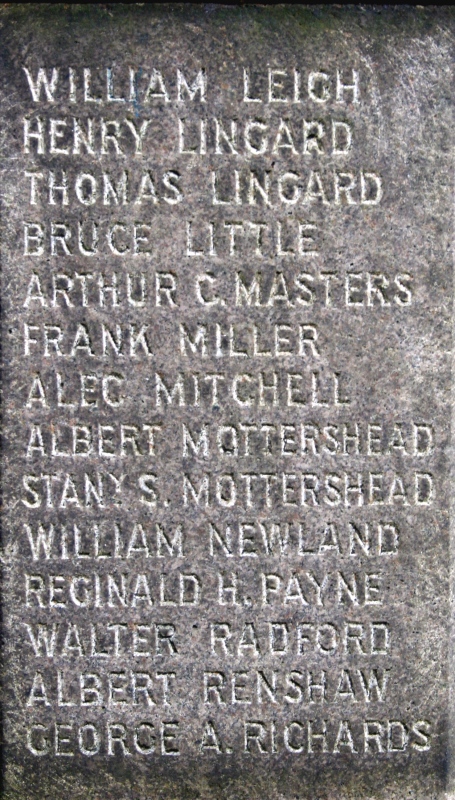 WILLIAM LEIGH
HENRY LINGARD
THOMAS LINGARD
BRUCE LITTLE
ARTHUR C. MASTERS
FRANK MILLER
ALEC MITCHELL
ALBERT MOTTERSHEAD
STANY S. MOTTERSHEAD
WILLIAM NEWLAND
REGINALD H. PAYNE
WALTER RADFORD
ALBERT RENSHAW
GEORGE A. RICHARDS